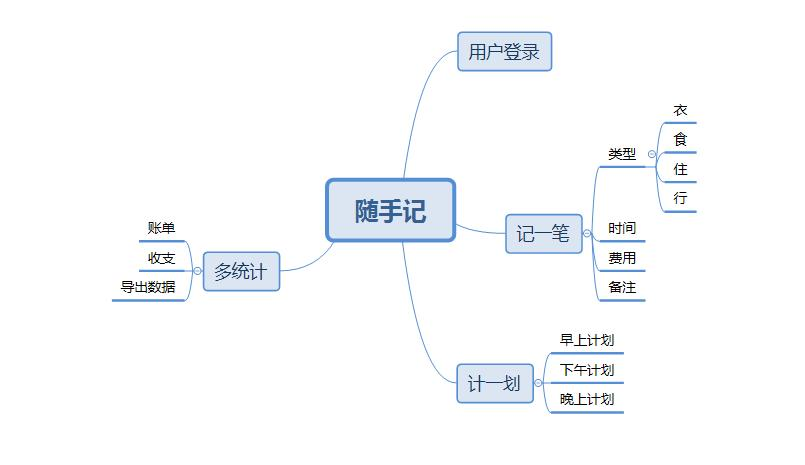 用户登录
衣
食
类型
住
行
随手记
记一笔
时间
费用
备注
账单
收支
导出数据
多统计
早上计划
计一划
下午计划
晚上计划